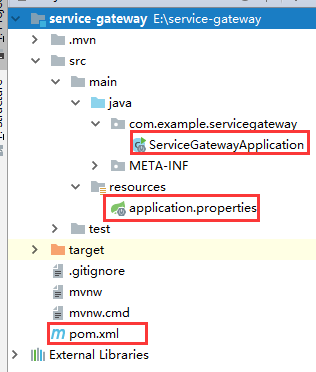 service-gateway E:\service-gateway
.mvn
src
main
java
com.example.servicegateway
ServiceGatewayApplication
META-INF
resources
application.properties
test
target
.gitignore
mvnw
mvnw.cmd
pom.xml
External Libraries